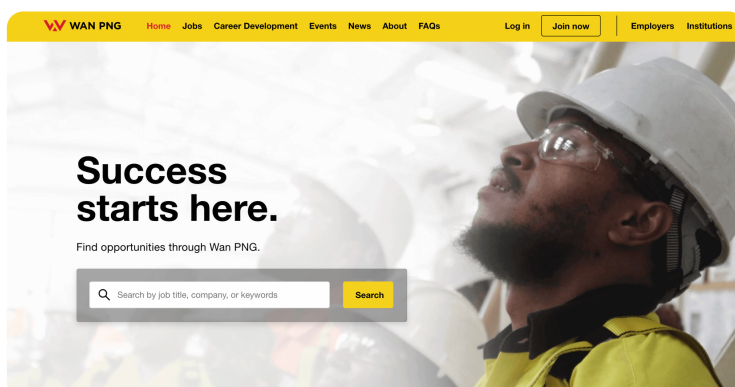 WAN PNG Home Jobs Career Development Events News About FAQs Log in Join now Employers Institutions
Success
starts here.
Find opportunities through Wan PNG.
Search by job title, company, or keywords Search